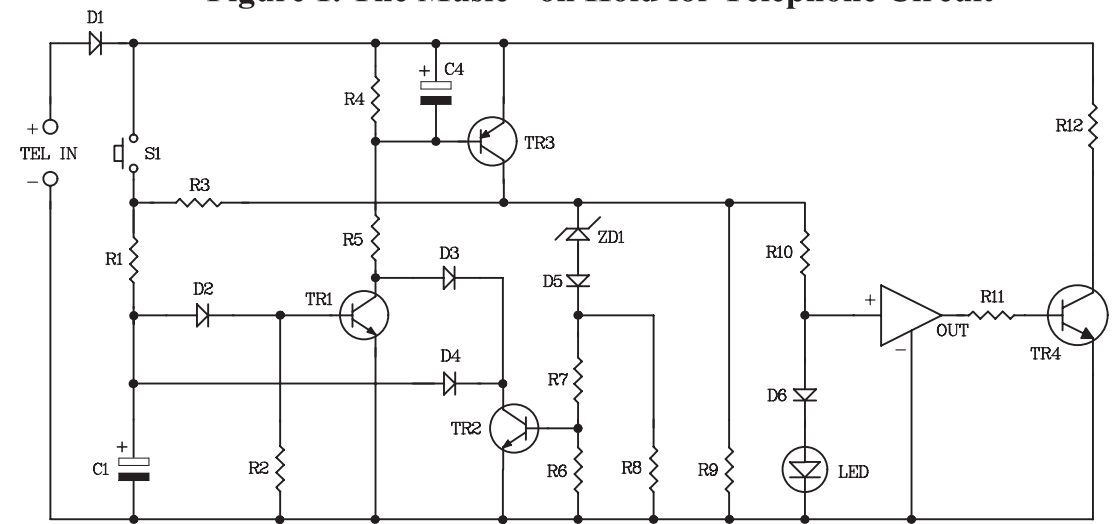 Figure 1. The Music - on Hold for Telephone Circuit
D1
C4
R4
TR3
R12
TEL IN
+
−
S1
R3
R1
R5
ZD1
D3
R10
D5
D2
TR1
+
R11
OUT
−
TR4
D4
R7
D6
TR2
+
C1
R2
R6
R8
R9
LED
+